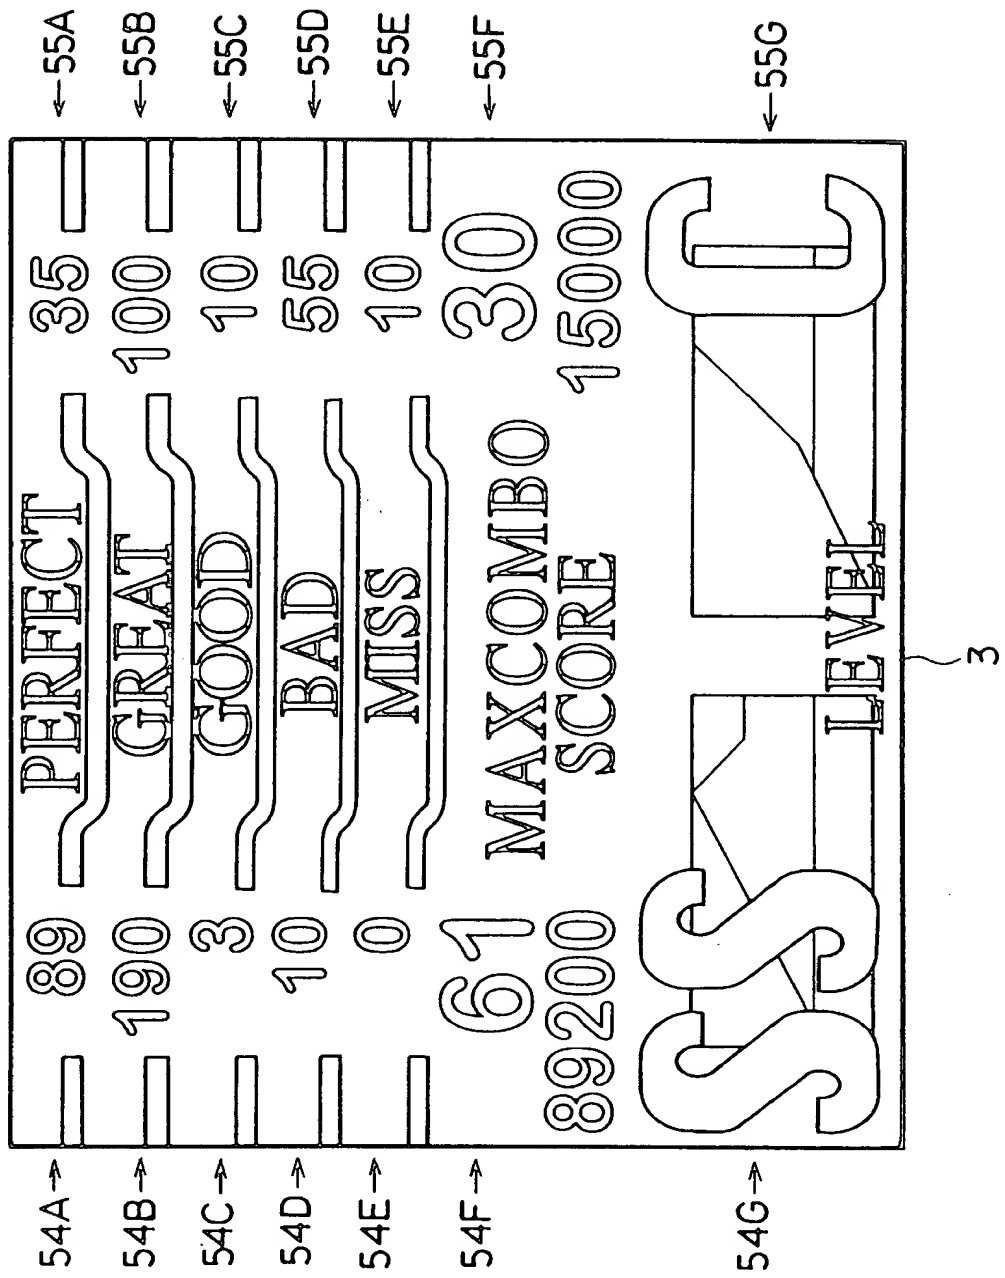 54A→ 89 PERFECT 35 ←55A
54B→ 190 GREAT 100 ←55B
54C→ 3 GOOD 10 ←55C
54D→ 10 BAD 55 ←55D
54E→ 0 MISS 10 ←55E
54F→ 61 MAXCOMBO 30 ←55F
89200 SCORE 150000
54G→ SS LEVEL C ←55G
3